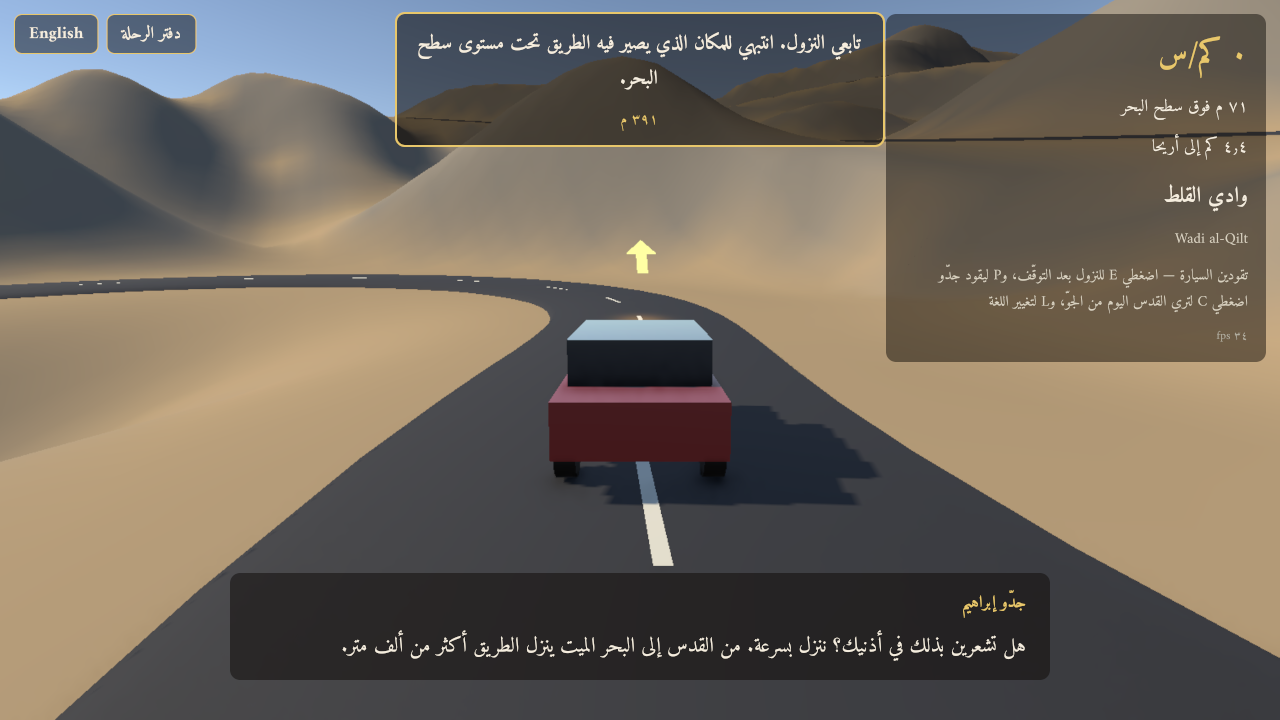 English
دفتر الرحلة
تابعي النزول. انتبهي للمكان الذي يصير فيه الطريق تحت مستوى سطح
البحر.
٣٩١ م
٠ كم/س
٧١ م فوق سطح البحر
٤٫٤ كم إلى أريحا
وادي القلط
Wadi al-Qilt
تقودين السيارة — اضغطي E للنزول بعد التوقّف، وP ليقود جدّو
اضغطي C لتري القدس اليوم من الجوّ، وL لتغيير اللغة
fps ٣٤
جدّو إبراهيم
هل تشعرين بذلك في أذنيك؟ ننزل بسرعة. من القدس إلى البحر الميت ينزل الطريق أكثر من ألف متر.